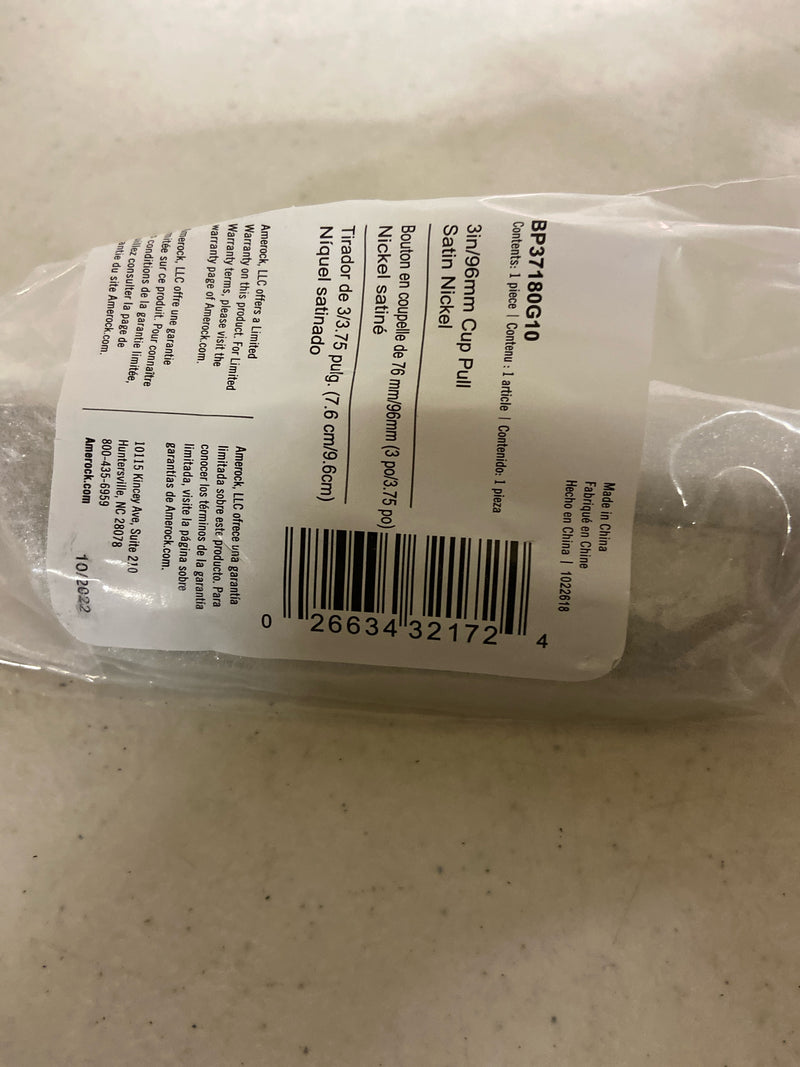 Made in China
Fabriqué en Chine
Hecho en China | 1022618
BP37180G10
Contents: 1 piece | Contenu : 1 article | Contenido: 1 pieza
3in/96mm Cup Pull
Satin Nickel
Bouton en coupelle de 76 mm/96mm (3 po/3.75 po)
Nickel satiné
Tirador de 3/3.75 pulg. (7.6 cm/9.6cm)
Níquel satinado
0 26634 32172 4
Amerock, LLC offers a Limited
Warranty on this product. For Limited
Warranty terms, please visit the
warranty page of Amerock.com.
merock, LLC offre une garantie
itée sur ce produit. Pour connaître
conditions de la garantie limitée,
illez consulter la page de
antie du site Amerock.com.
Amerock, LLC ofrece una garantía
limitada sobre este producto. Para
conocer los términos de la garantía
limitada, visite la página sobre
garantías de Amerock.com.
10115 Kincey Ave, Suite 210
Huntersville, NC 28078
800-435-6959
Amerock.com
10/2022